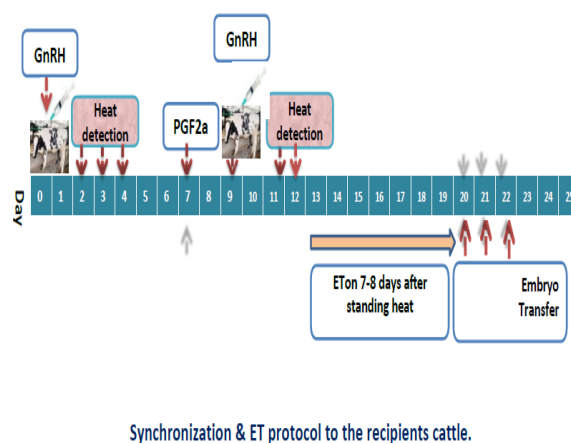 GnRH
GnRH
Heat
detection
PGF2a
Heat
detection
Day
0 1 2 3 4 5 6 7 8 9 10 11 12 13 14 15 16 17 18 19 20 21 22 23 24 25
ETon 7-8 days after
standing heat
Embryo
Transfer
Synchronization & ET protocol to the recipients cattle.